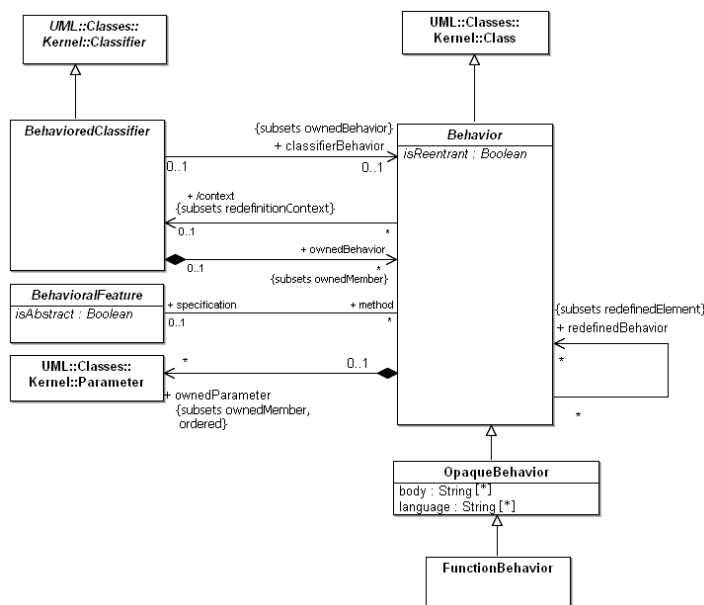 UML::Classes::
Kernel::Classifier
UML::Classes::
Kernel::Class
BehavioredClassifier
{subsets ownedBehavior}
+ classifierBehavior
0..1
0..1
Behavior
isReentrant : Boolean
+ /context
{subsets redefinitionContext}
0..1
*
+ ownedBehavior
0..1
*
{subsets ownedMember}
BehavioralFeature
isAbstract : Boolean
+ specification
+ method
0..1
*
{subsets redefinedElement}
+ redefinedBehavior
*
*
UML::Classes::
Kernel::Parameter
*
0..1
+ ownedParameter
{subsets ownedMember,
ordered}
OpaqueBehavior
body : String [*]
language : String [*]
FunctionBehavior